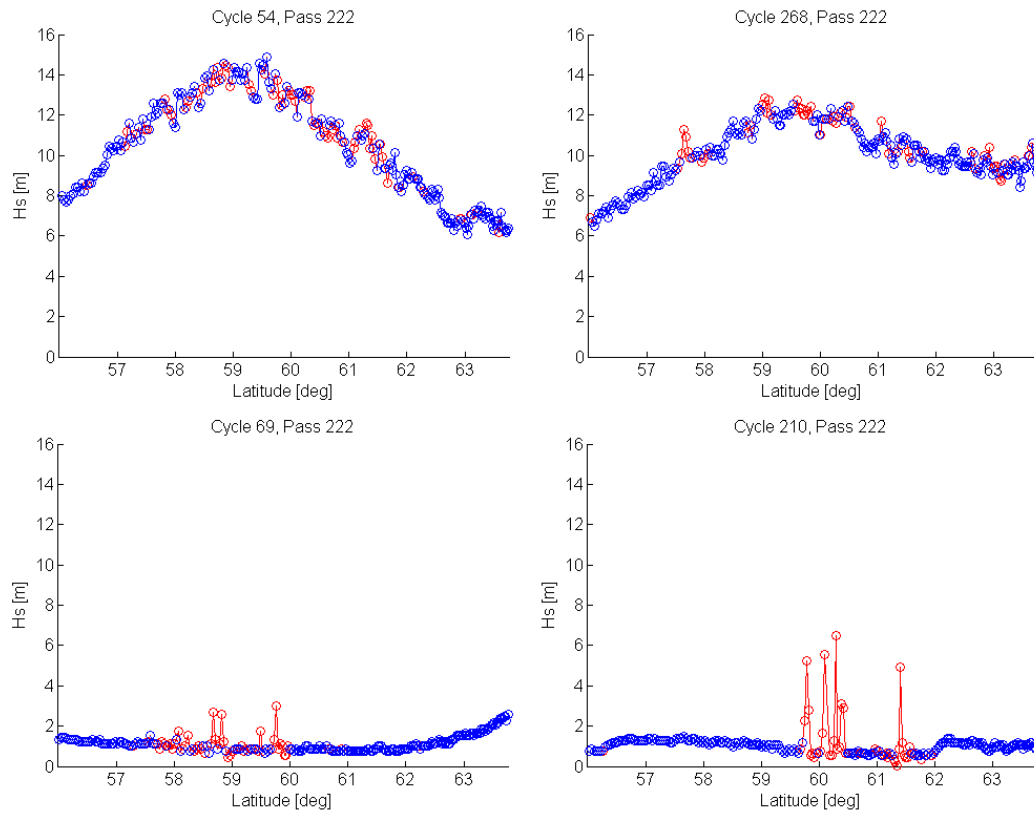 Cycle 54, Pass 222
16
14
12
10
8
6
4
2
0
Hs [m]
57 58 59 60 61 62 63
Latitude [deg]
Cycle 268, Pass 222
16
14
12
10
8
6
4
2
0
Hs [m]
57 58 59 60 61 62 63
Latitude [deg]
Cycle 69, Pass 222
16
14
12
10
8
6
4
2
0
Hs [m]
57 58 59 60 61 62 63
Latitude [deg]
Cycle 210, Pass 222
16
14
12
10
8
6
4
2
0
Hs [m]
57 58 59 60 61 62 63
Latitude [deg]